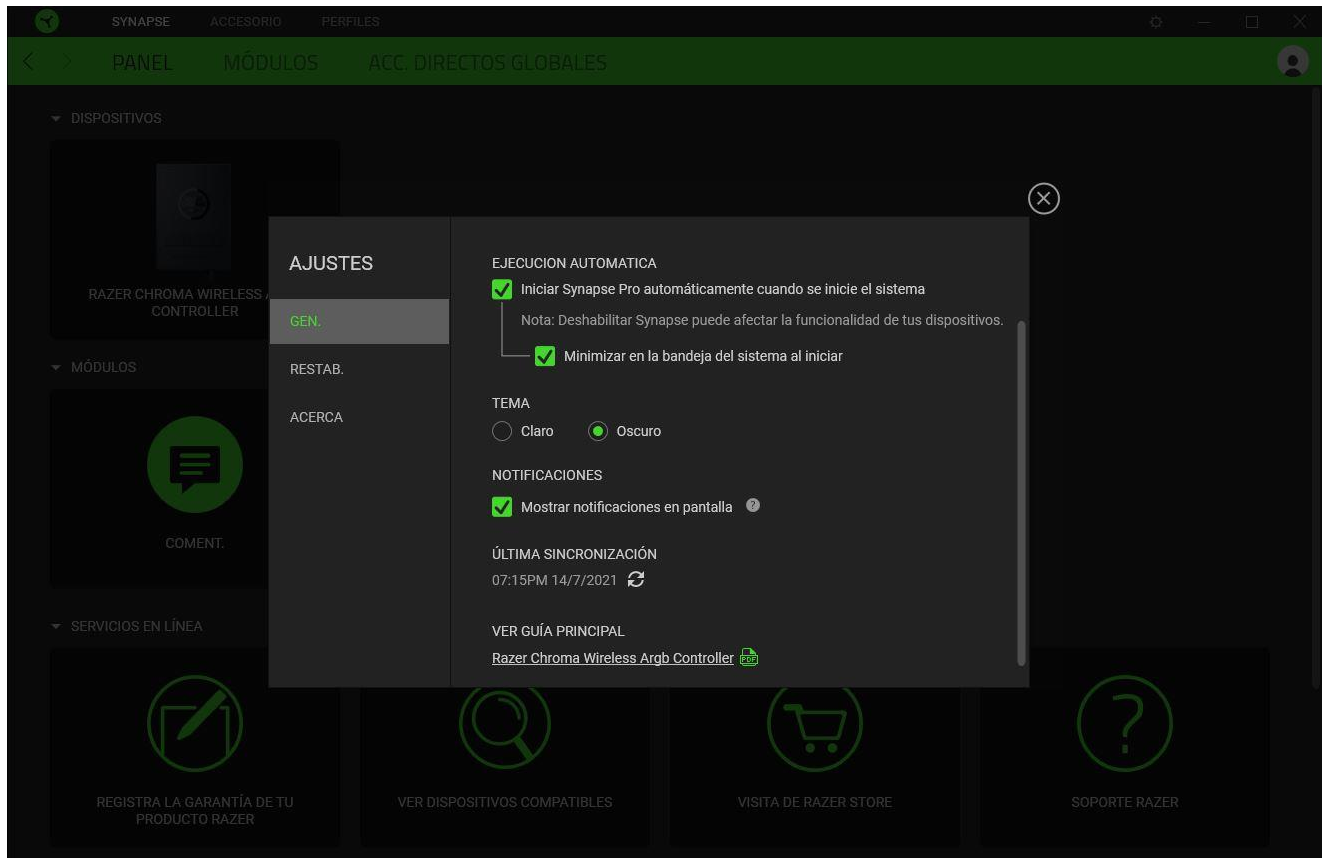 SYNAPSE
ACCESORIO
PERFILES
PANEL
MÓDULOS
ACC. DIRECTOS GLOBALES
DISPOSITIVOS
RAZER CHROMA WIRELESS
CONTROLLER
MÓDULOS
COMENT.
SERVICIOS EN LÍNEA
REGISTRA LA GARANTÍA DE TU
PRODUCTO RAZER
VER DISPOSITIVOS COMPATIBLES
VISITA DE RAZER STORE
SOPORTE RAZER
AJUSTES
GEN.
RESTAB.
ACERCA
EJECUCION AUTOMATICA
Iniciar Synapse Pro automáticamente cuando se inicie el sistema
Nota: Deshabilitar Synapse puede afectar la funcionalidad de tus dispositivos.
Minimizar en la bandeja del sistema al iniciar
TEMA
Claro
Oscuro
NOTIFICACIONES
Mostrar notificaciones en pantalla
?
ÚLTIMA SINCRONIZACIÓN
07:15PM 14/7/2021
VER GUÍA PRINCIPAL
Razer Chroma Wireless Argb Controller
PDF